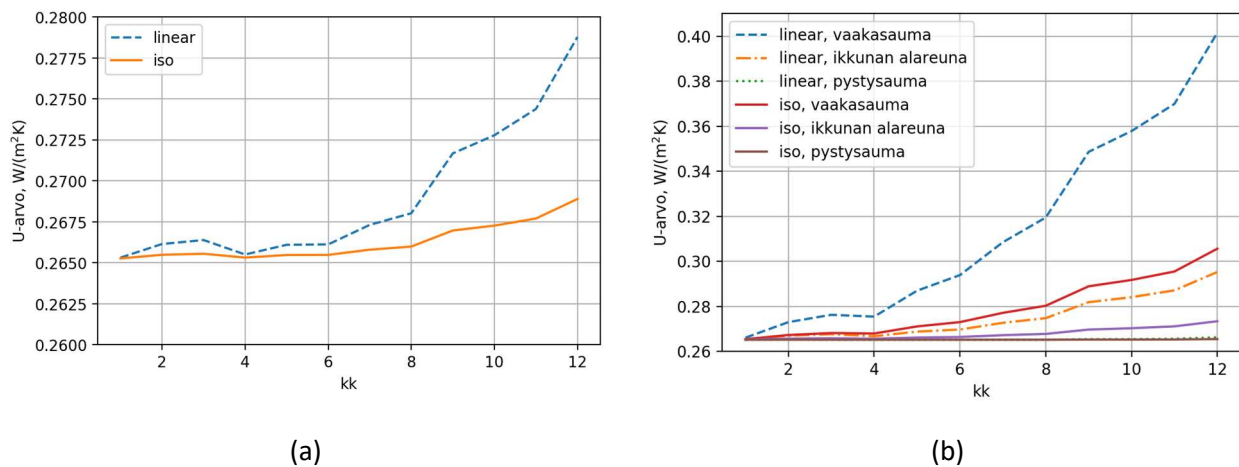 linear
iso
U-arvo, W/(m²K)
0.2800
0.2775
0.2750
0.2725
0.2700
0.2675
0.2650
0.2625
0.2600
2 4 6 8 10 12
kk
(a)
linear, vaakasauma
linear, ikkunan alareuna
linear, pystysauma
iso, vaakasauma
iso, ikkunan alareuna
iso, pystysauma
U-arvo, W/(m²K)
0.40
0.38
0.36
0.34
0.32
0.30
0.28
0.26
2 4 6 8 10 12
kk
(b)